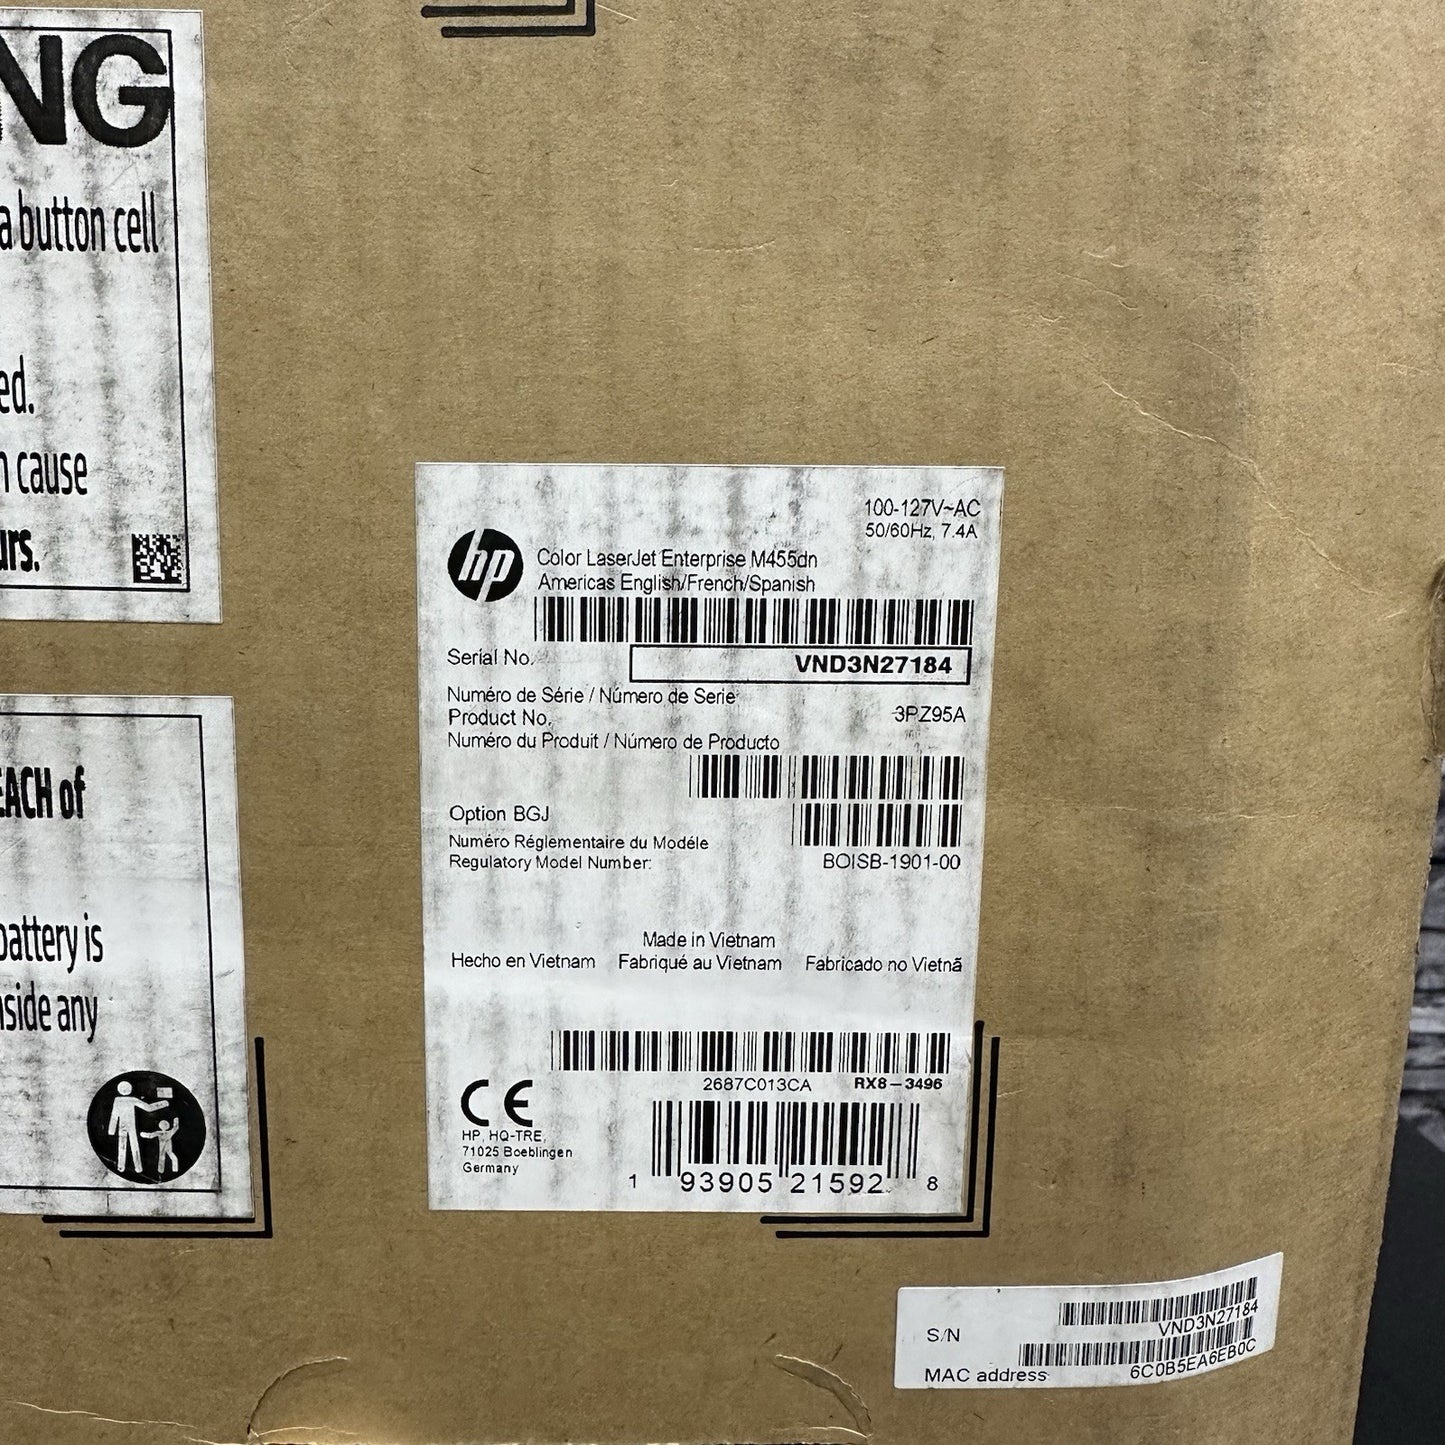 NG
a button cell
ed.
n cause
urs.
EACH of
battery is
nside any
hp
100-127V~AC
50/60Hz, 7.4A
Color LaserJet Enterprise M455dn
Americas English/French/Spanish
Serial No.
VND3N27184
Numéro de Série / Número de Serie
Product No.
3PZ95A
Numéro du Produit / Número de Producto
Option BGJ
Numéro Réglementaire du Modéle
Regulatory Model Number:
BOISB-1901-00
Made in Vietnam
Hecho en Vietnam Fabriqué au Vietnam Fabricado no Vietnã
2687C013CA RX8-3496
CE
HP, HQ-TRE,
71025 Boeblingen
Germany
1 93905 21592 8
S/N
VND3N27184
MAC address
6C0B5EA6EB0C